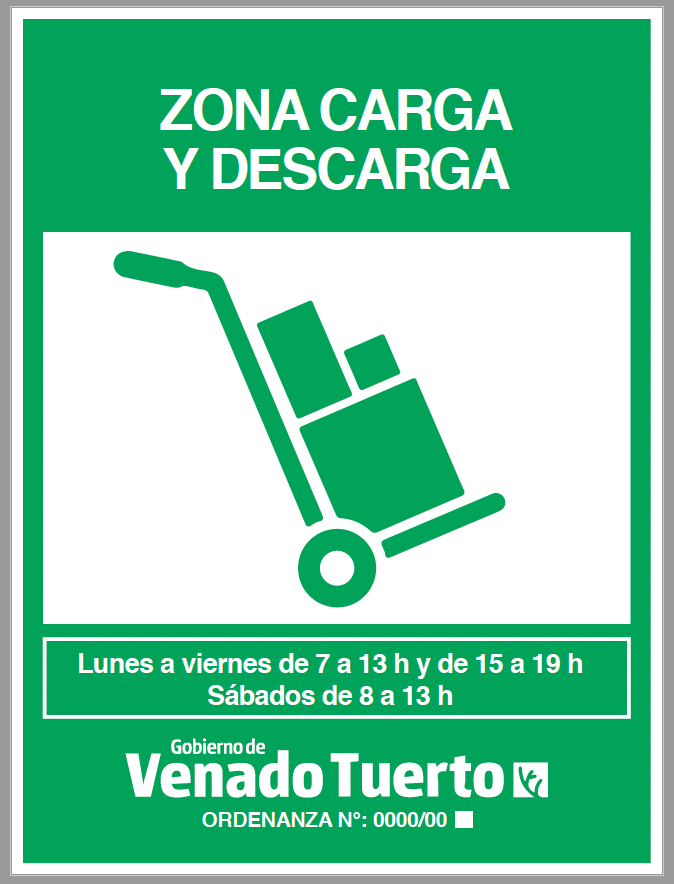 ZONA CARGA
Y DESCARGA
Lunes a viernes de 7 a 13 h y de 15 a 19 h
Sábados de 8 a 13 h
Gobierno de
Venado Tuerto
ORDENANZA N°: 0000/00